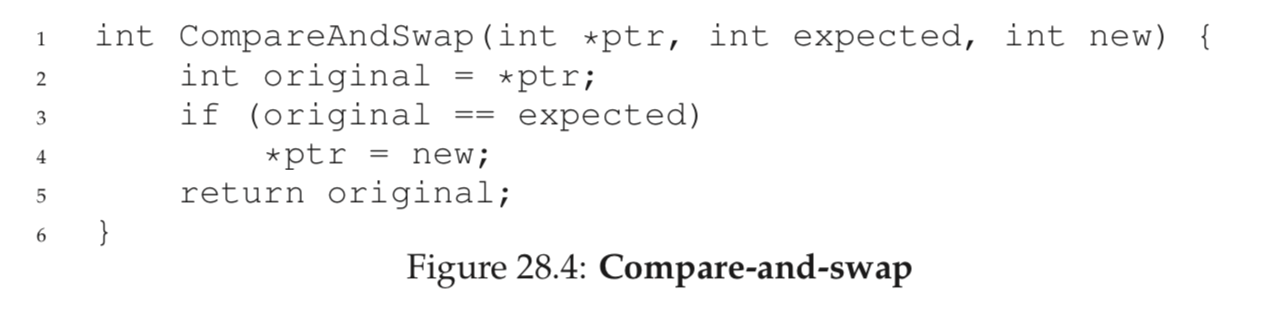 1 int CompareAndSwap(int *ptr, int expected, int new) {
2 int original = *ptr;
3 if (original == expected)
4 *ptr = new;
5 return original;
6 }
Figure 28.4: Compare-and-swap